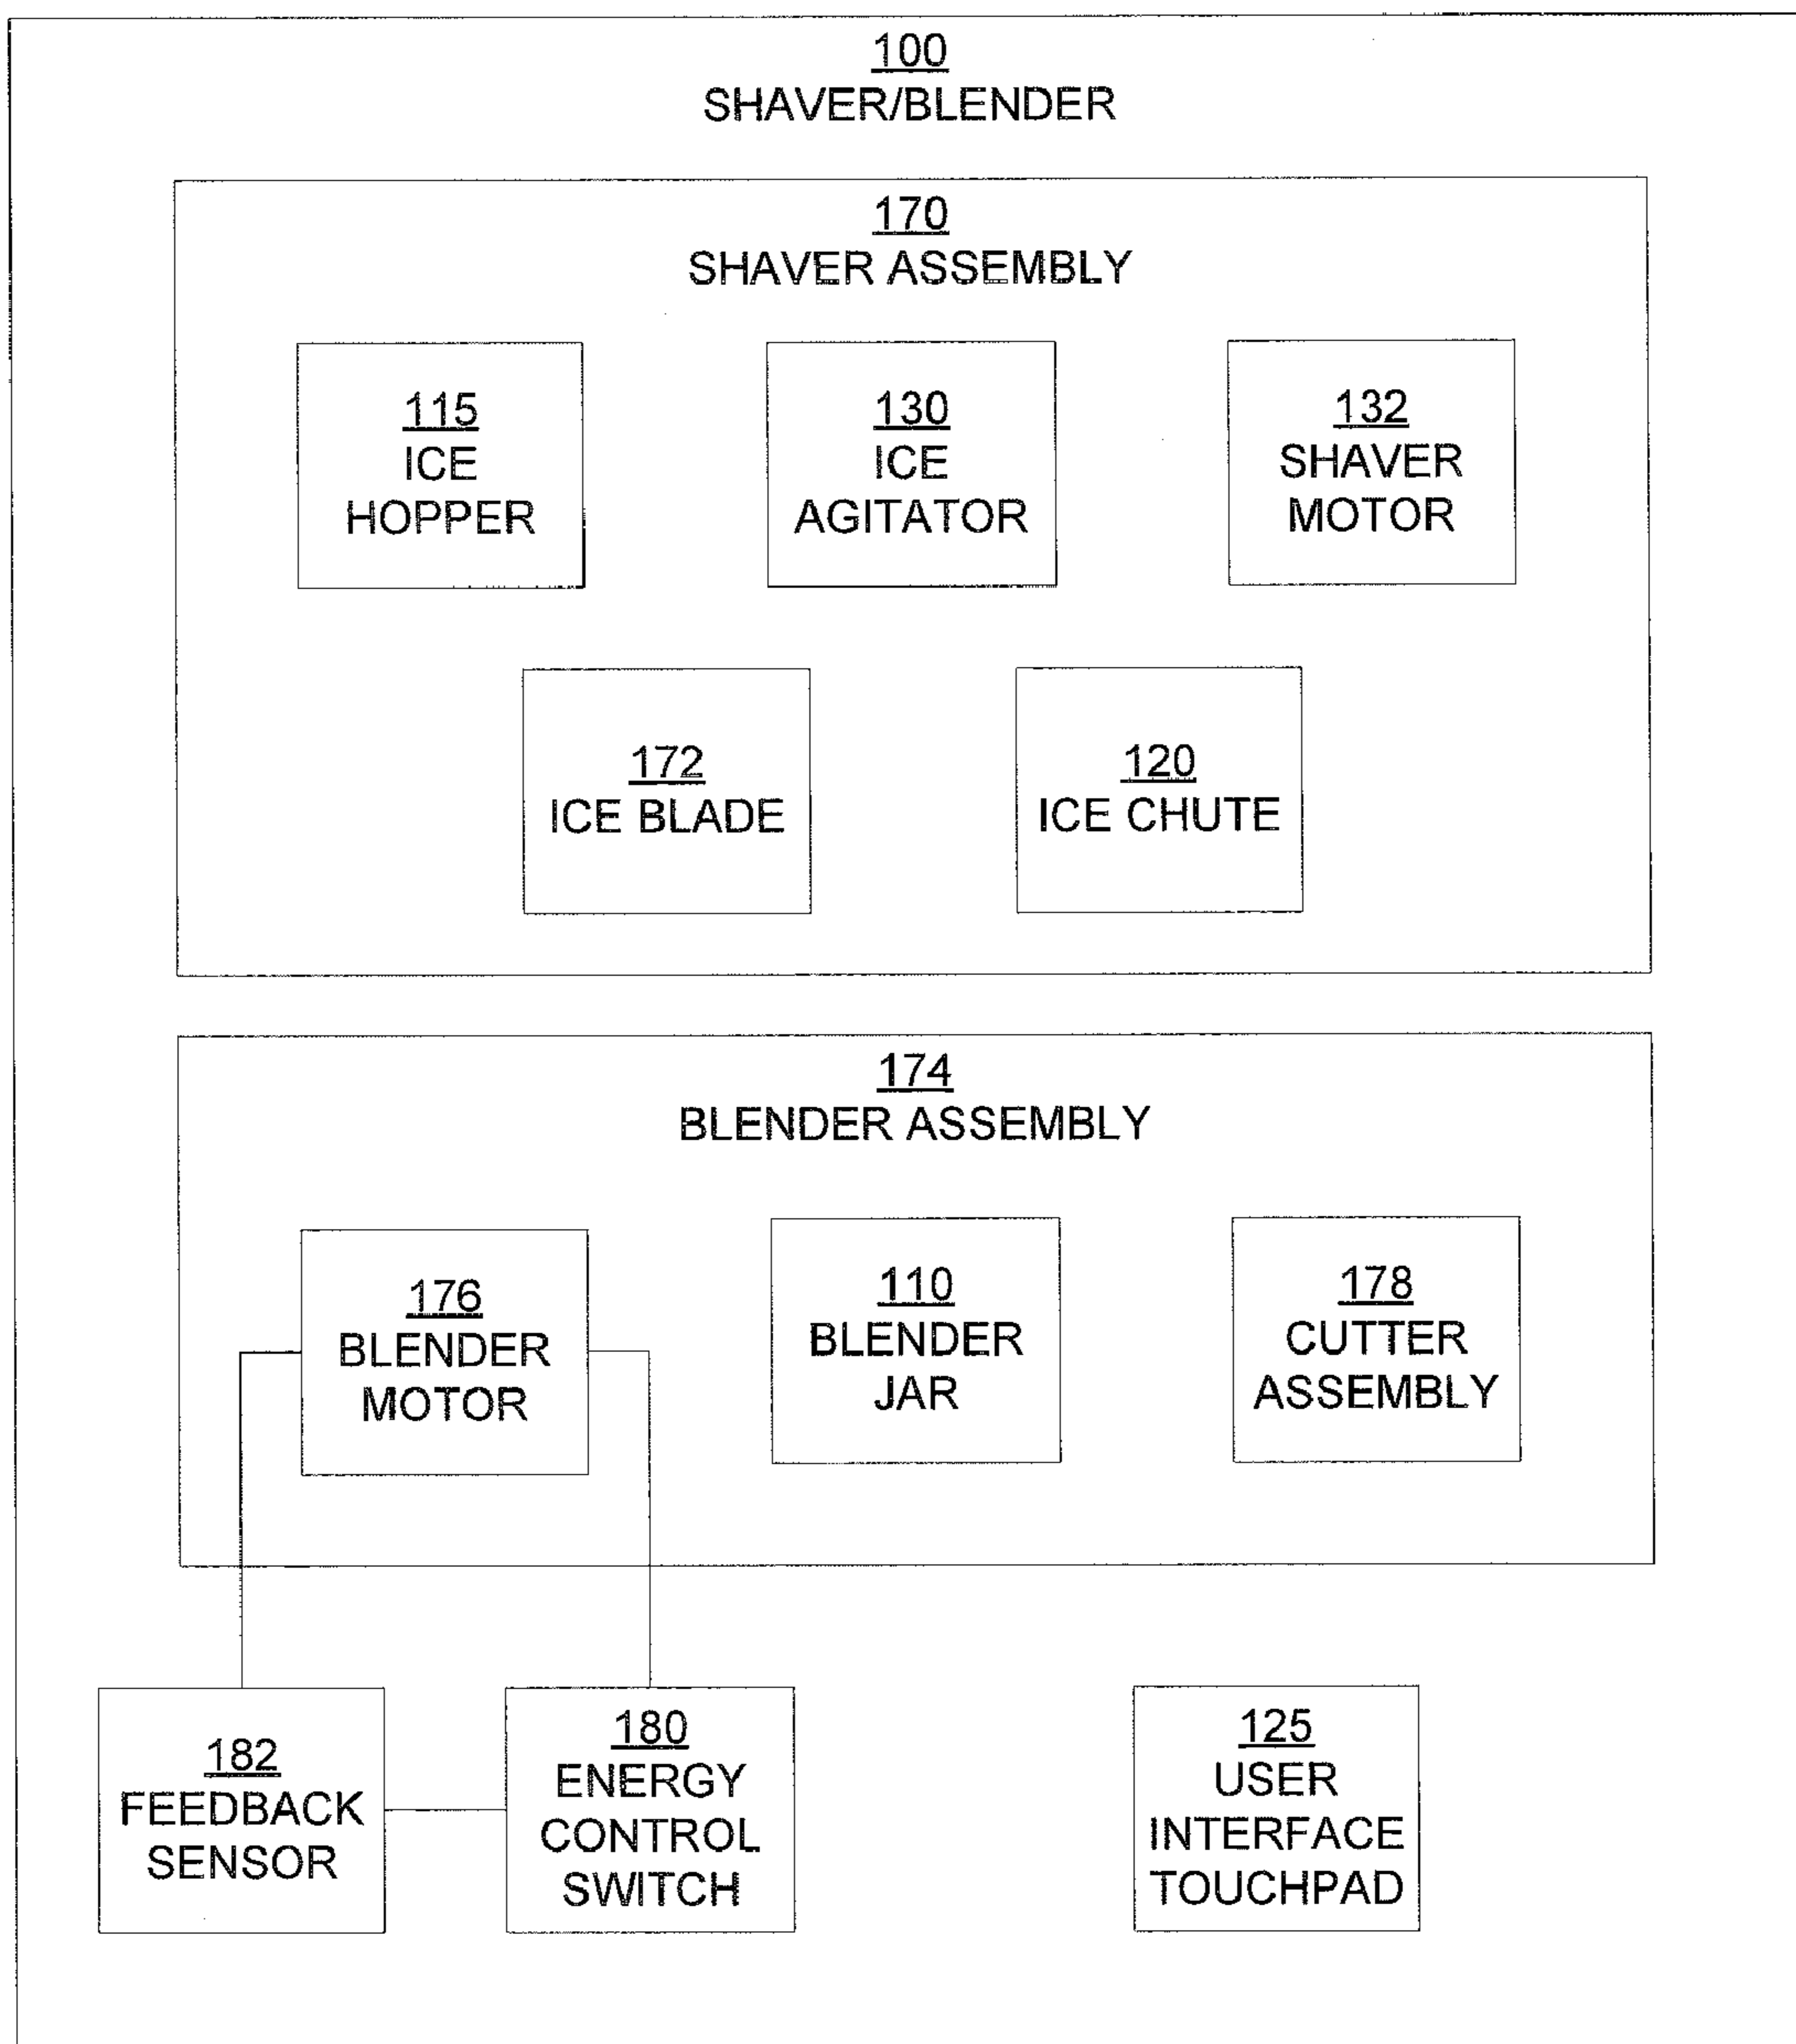 100
SHAVER/BLENDER
170
SHAVER ASSEMBLY
115
ICE
HOPPER
130
ICE
AGITATOR
132
SHAVER
MOTOR
172
ICE BLADE
120
ICE CHUTE
174
BLENDER ASSEMBLY
176
BLENDER
MOTOR
110
BLENDER
JAR
178
CUTTER
ASSEMBLY
182
FEEDBACK
SENSOR
180
ENERGY
CONTROL
SWITCH
125
USER
INTERFACE
TOUCHPAD